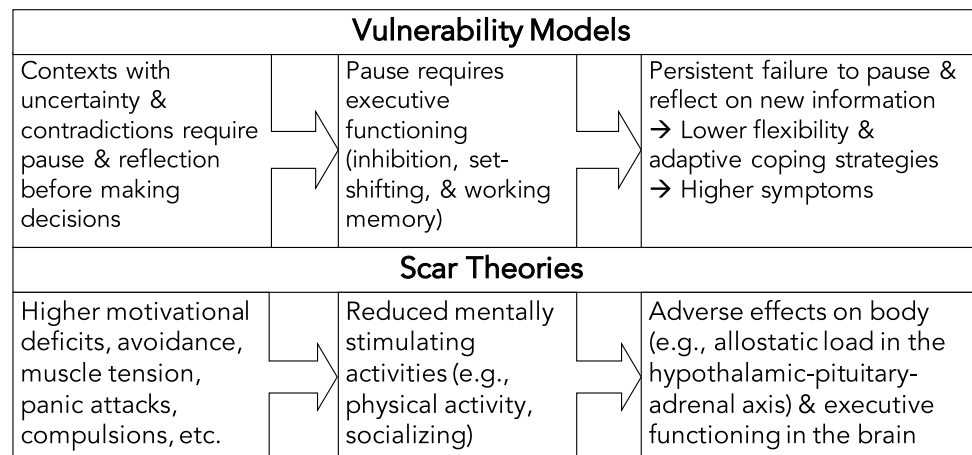 Vulnerability Models
Contexts with
uncertainty &
contradictions require
pause & reflection
before making
decisions
Pause requires
executive
functioning
(inhibition, set-
shifting, & working
memory)
Persistent failure to pause &
reflect on new information
→ Lower flexibility &
adaptive coping strategies
→ Higher symptoms
Scar Theories
Higher motivational
deficits, avoidance,
muscle tension,
panic attacks,
compulsions, etc.
Reduced mentally
stimulating
activities (e.g.,
physical activity,
socializing)
Adverse effects on body
(e.g., allostatic load in the
hypothalamic-pituitary-
adrenal axis) & executive
functioning in the brain